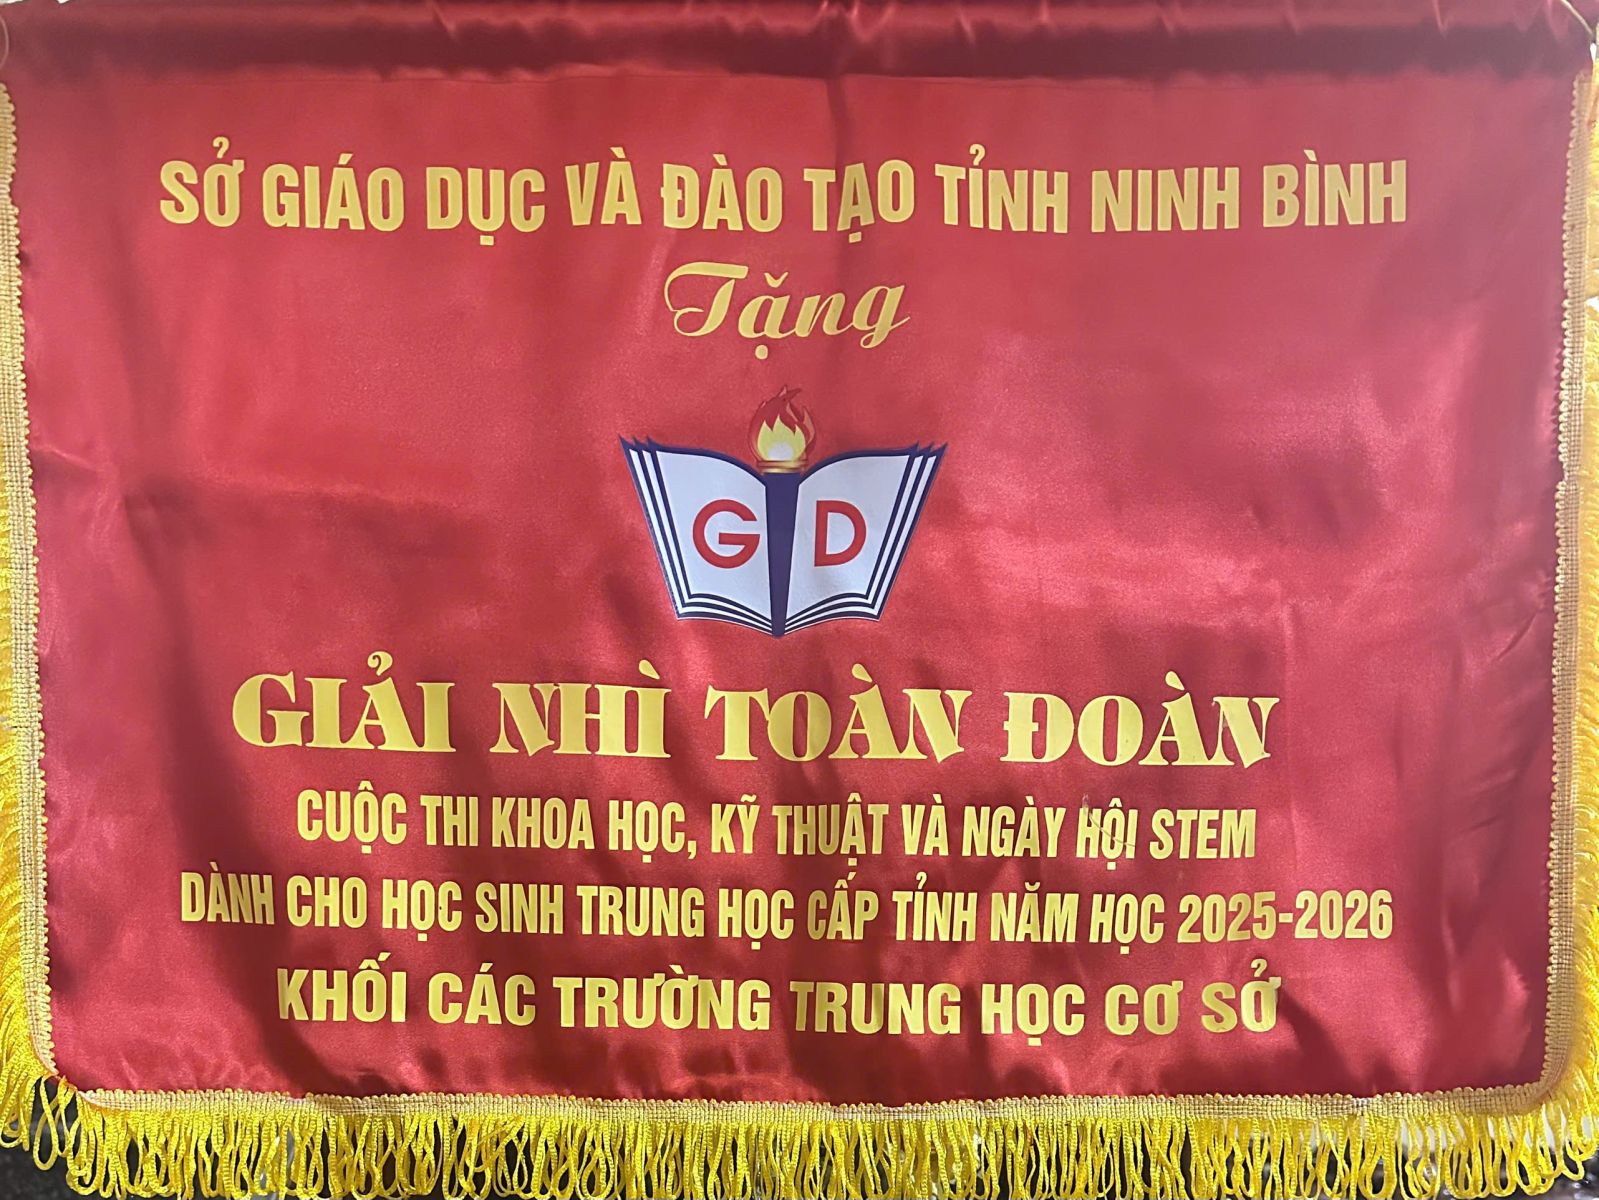 SỞ GIÁO DỤC VÀ ĐÀO TẠO TỈNH NINH BÌNH
Tặng
G D
GIẢI NHÌ TOÀN ĐOÀN
CUỘC THI KHOA HỌC, KỸ THUẬT VÀ NGÀY HỘI STEM
DÀNH CHO HỌC SINH TRUNG HỌC CẤP TỈNH NĂM HỌC 2025-2026
KHỐI CÁC TRƯỜNG TRUNG HỌC CƠ SỞ